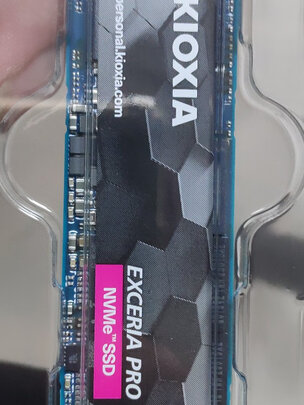 KIOXIA
personal.kioxia.com
EXCERIA PRO
NVMe™ SSD